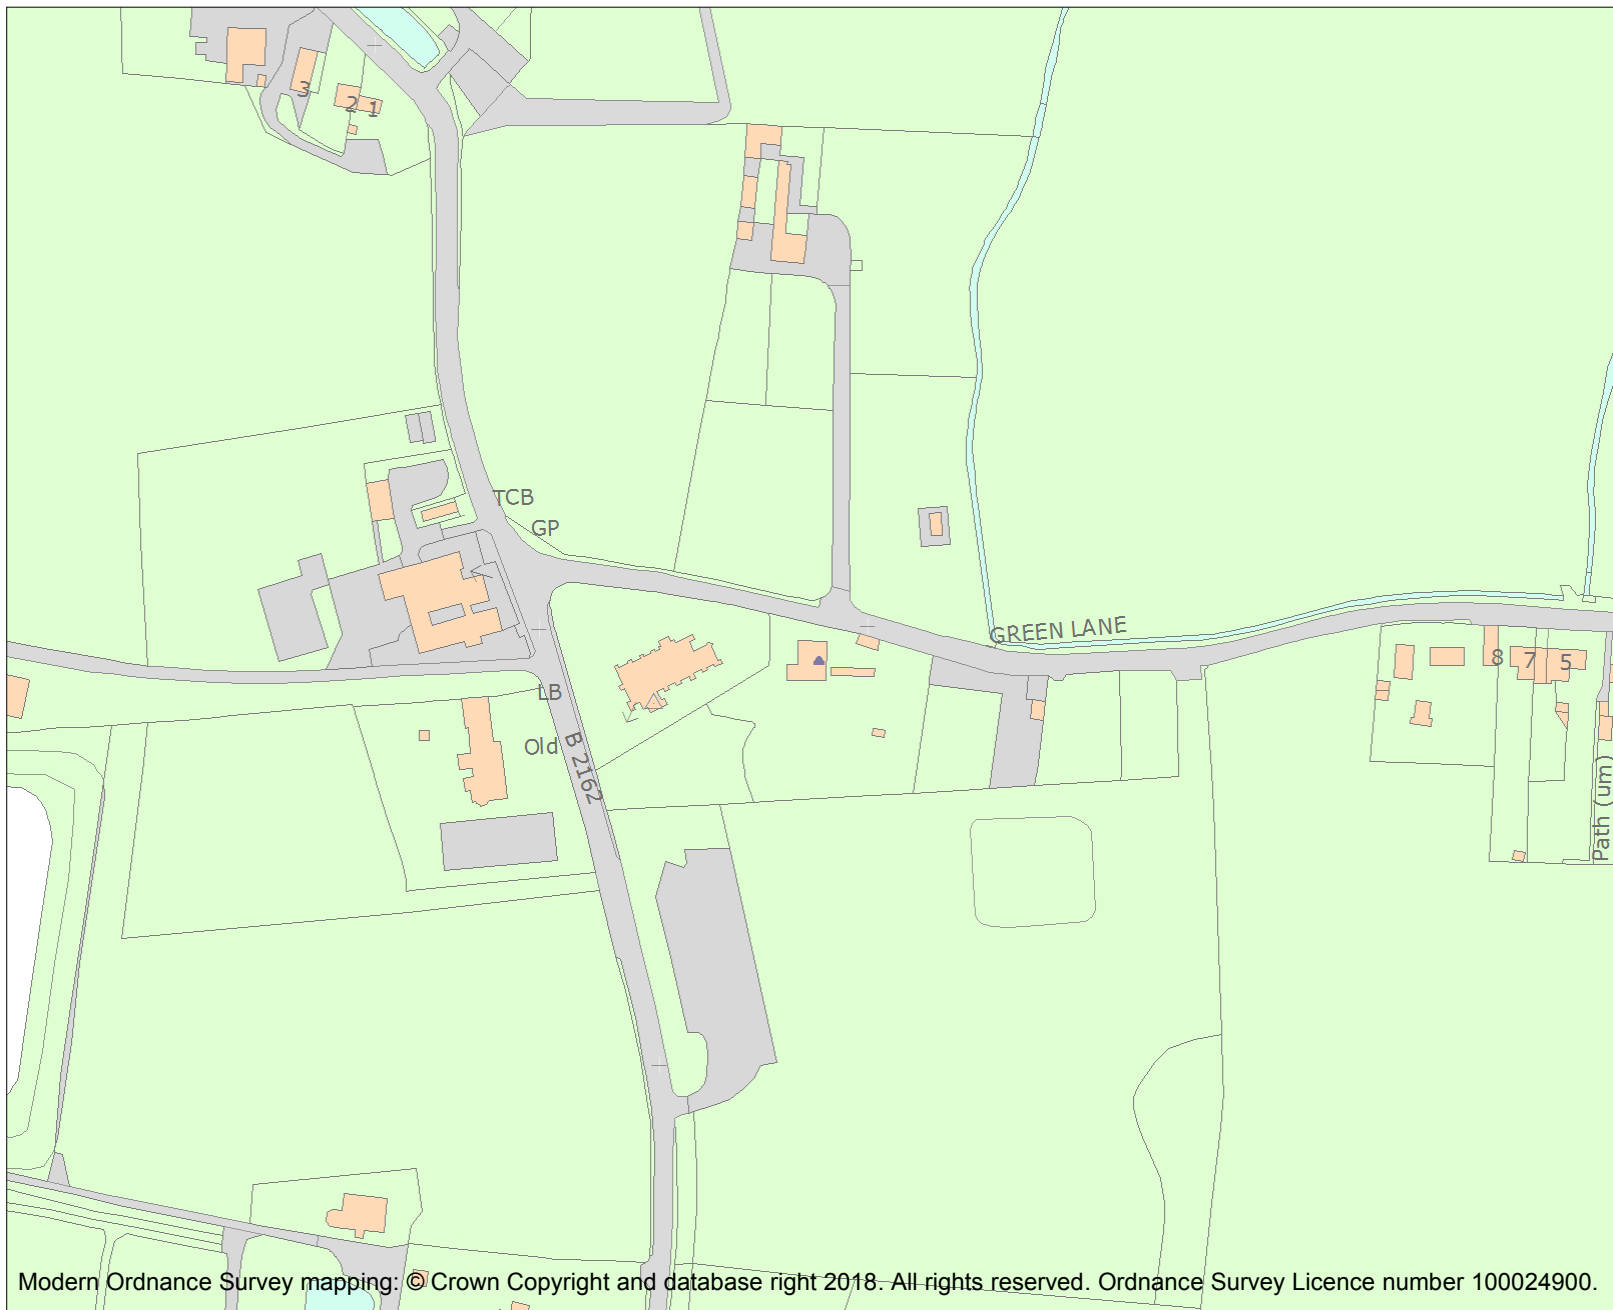 3
2
1
TCB
GP
GREEN LANE
8
7
5
LB
Old
B 2162
Path (um)
Modern Ordnance Survey mapping: © Crown Copyright and database right 2018. All rights reserved. Ordnance Survey Licence number 100024900.